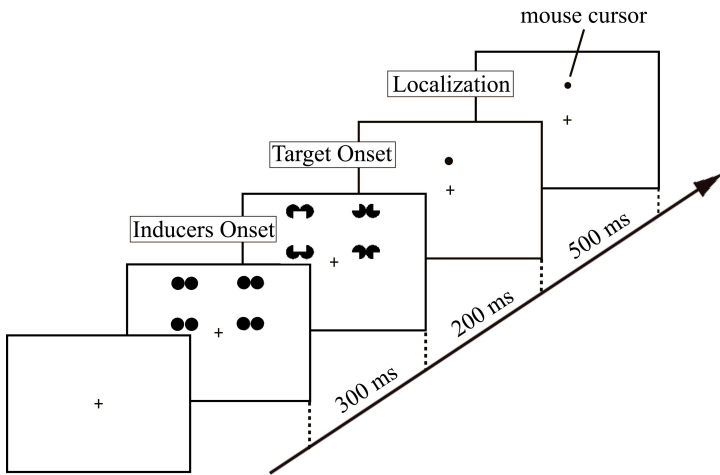 mouse cursor
Localization
Target Onset
Inducers Onset
500 ms
200 ms
300 ms